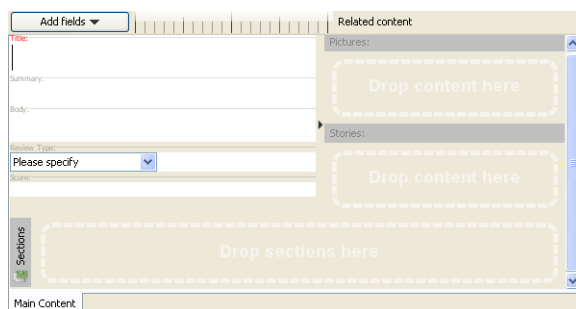 Add fields
Related content
Title:
Pictures:
Drop content here
Summary:
Body:
Stories:
Review Type:
Please specify
Drop content here
Score:
Sections
Drop sections here
Main Content